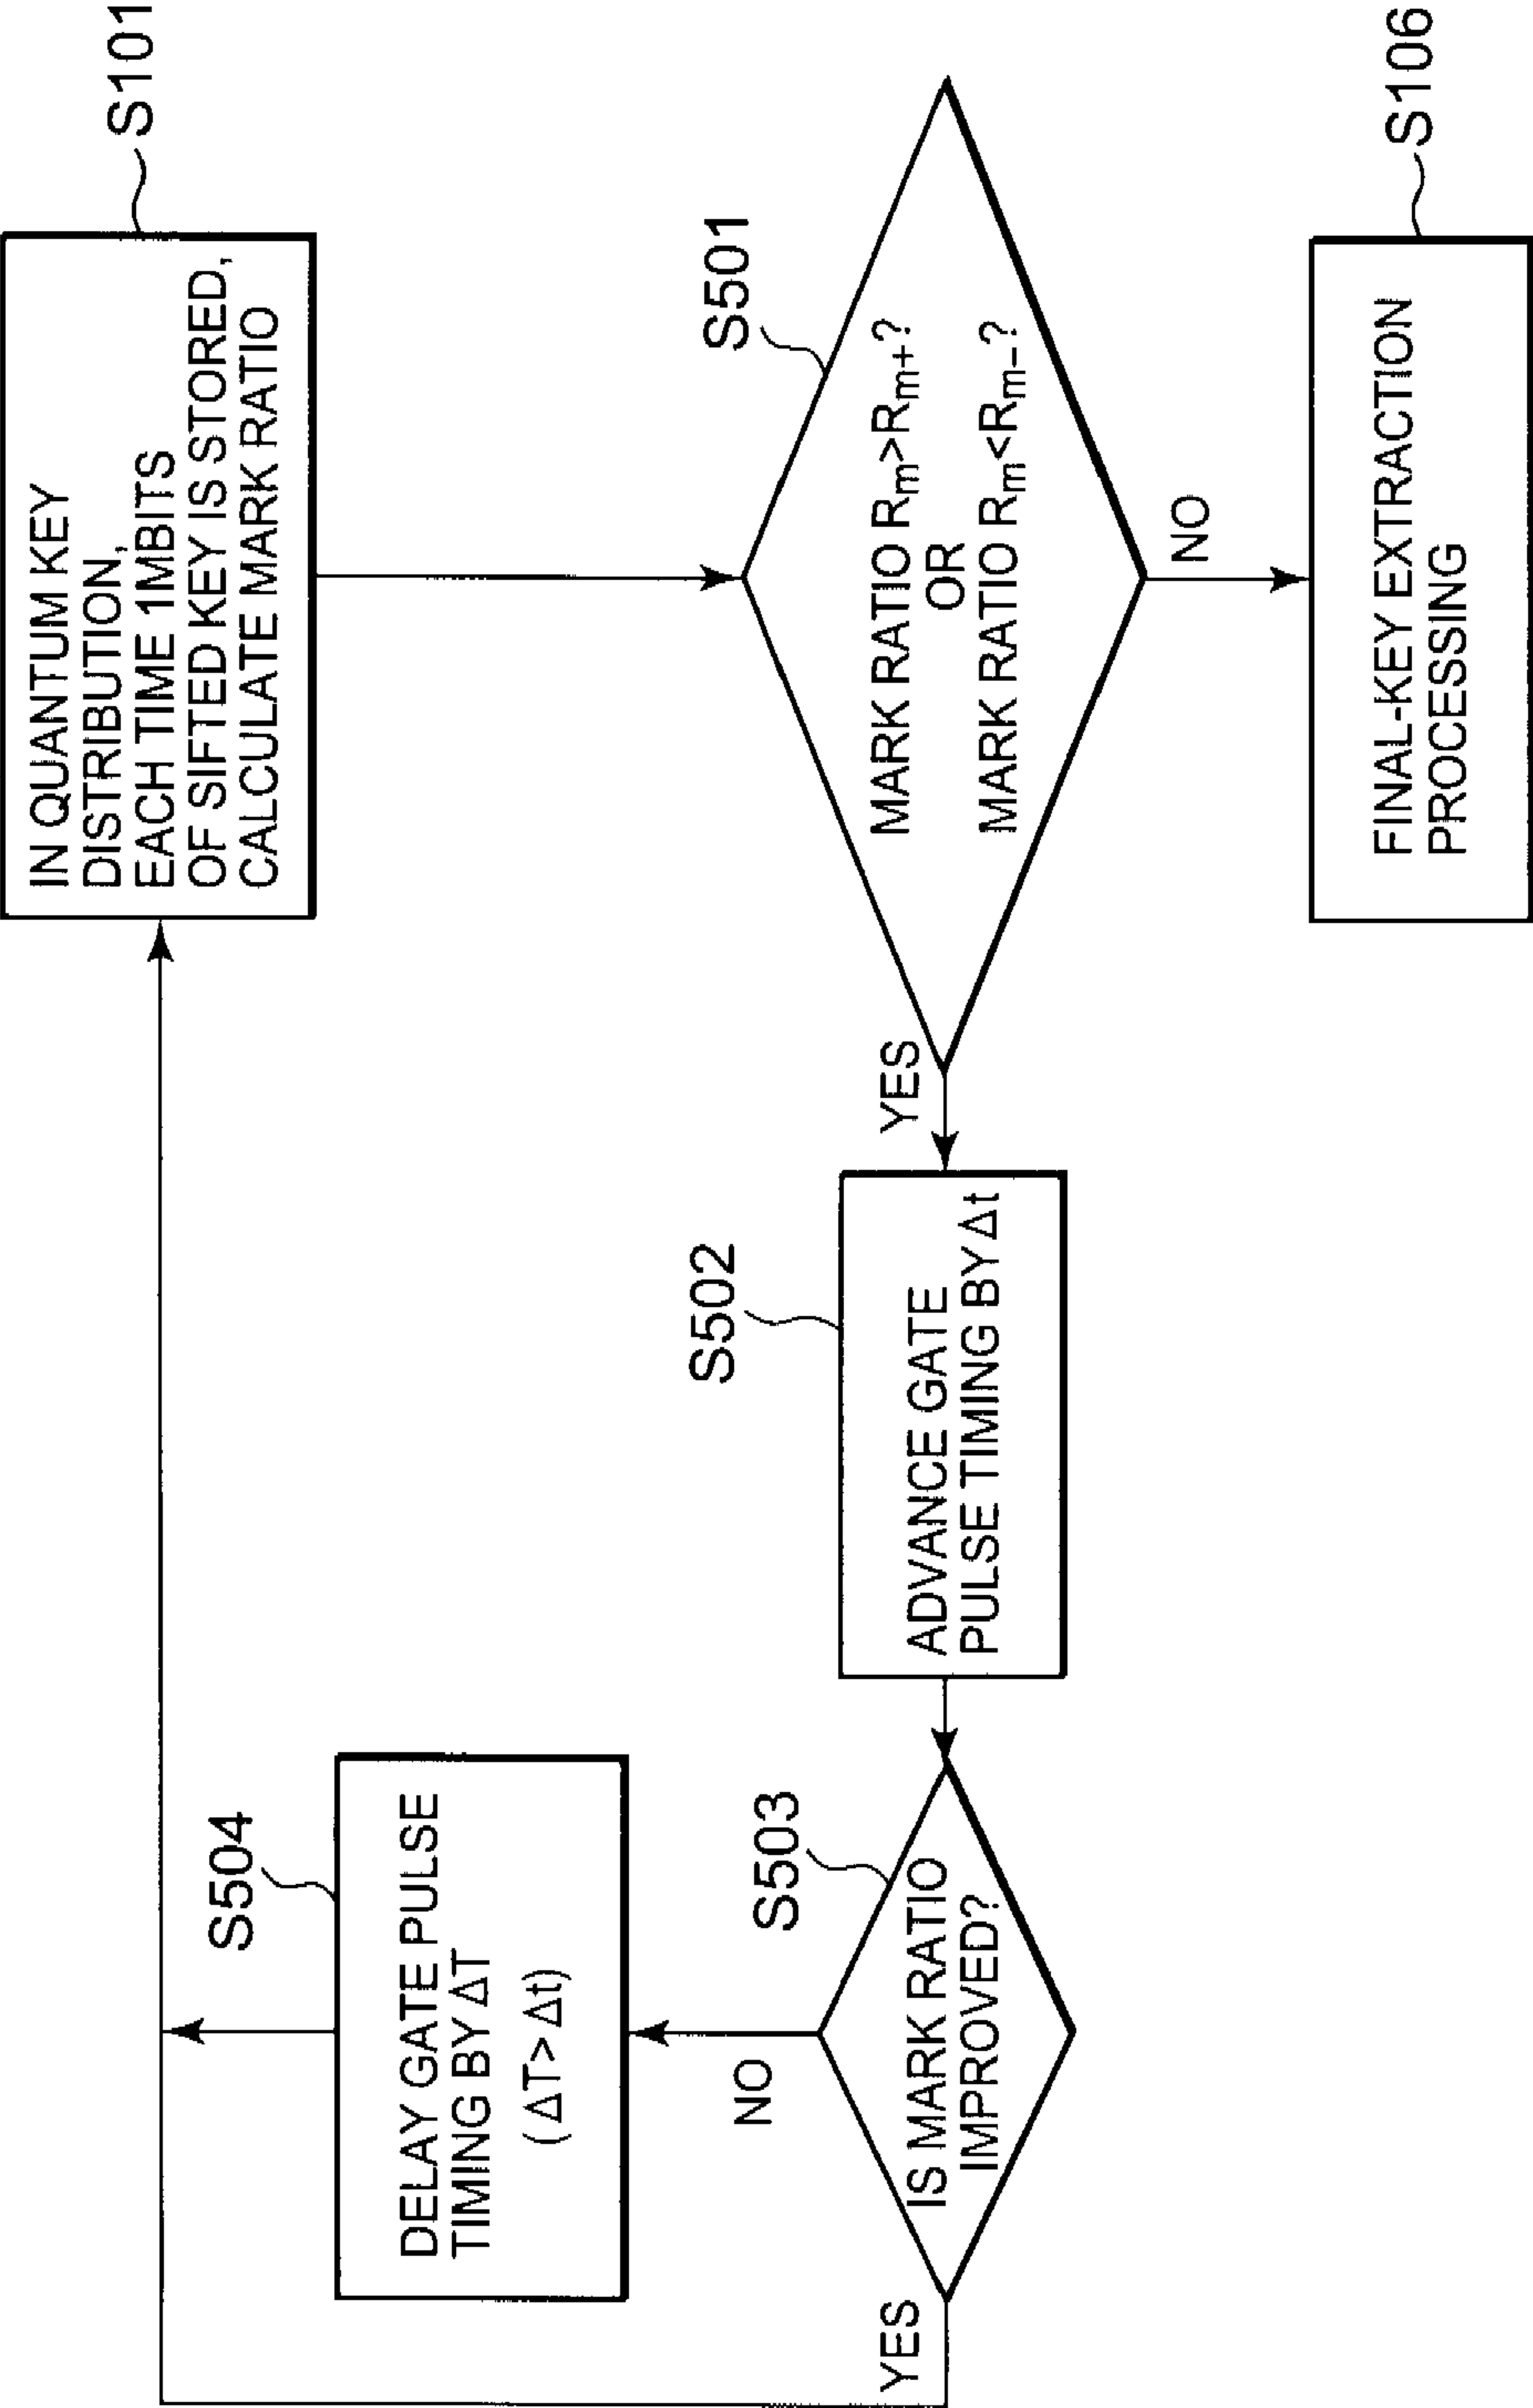 S101
IN QUANTUM KEY
DISTRIBUTION,
EACH TIME 1MBITS
OF SIFTED KEY IS STORED,
CALCULATE MARK RATIO
S501
MARK RATIO Rm>Rm+?
OR
MARK RATIO Rm<Rm-?
YES
NO
S106
FINAL-KEY EXTRACTION
PROCESSING
S502
ADVANCE GATE
PULSE TIMING BY Δt
S503
IS MARK RATIO
IMPROVED?
YES
NO
S504
DELAY GATE PULSE
TIMING BY ΔT
(ΔT>Δt)